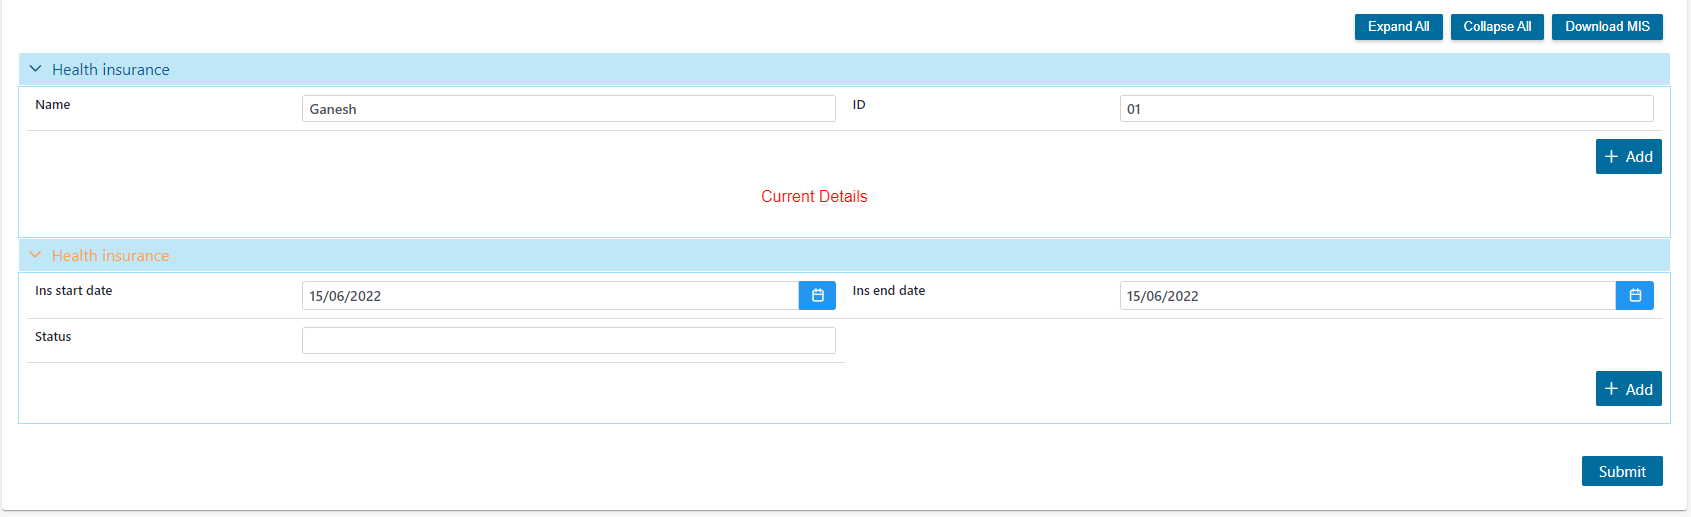 Expand All Collapse All Download MIS
Health insurance
Name Ganesh ID 01
+ Add
Current Details
Health insurance
Ins start date 15/06/2022 Ins end date 15/06/2022
Status
+ Add
Submit